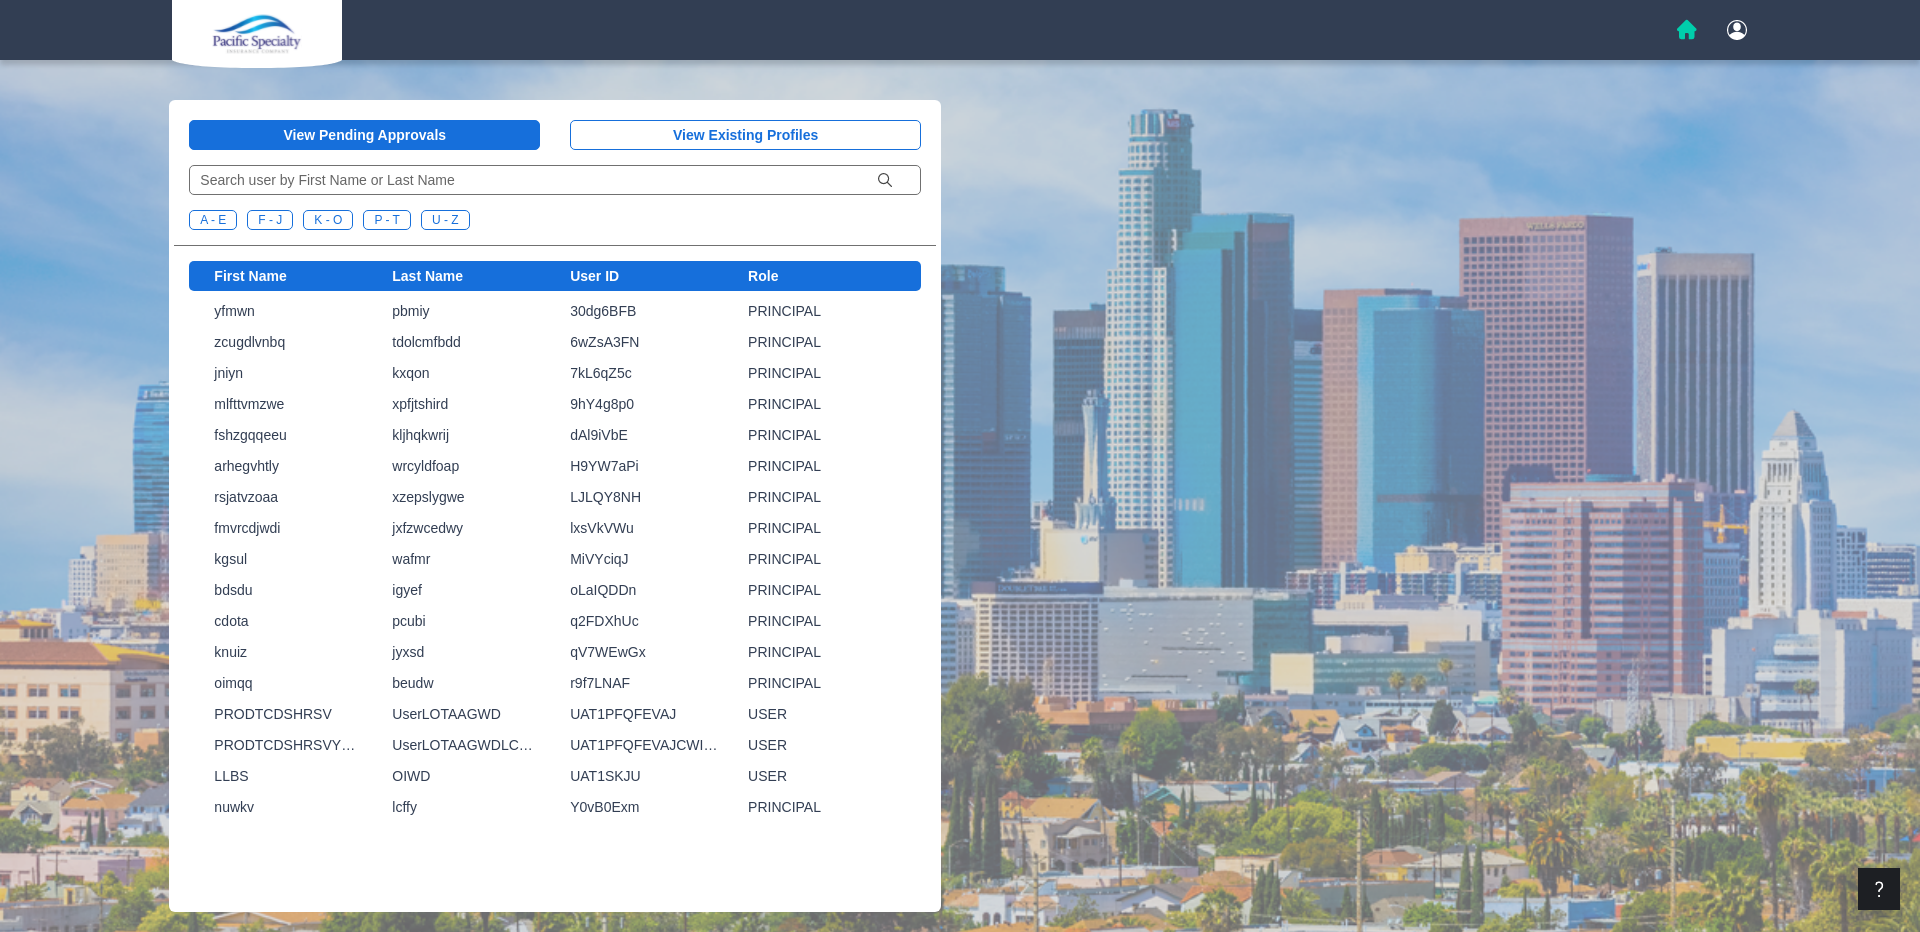 Pacific Specialty
INSURANCE COMPANY
View Pending Approvals
View Existing Profiles
Search user by First Name or Last Name
A - E F - J K - O P - T U - Z
First Name Last Name User ID Role
yfmwn pbmiy 30dg6BFB PRINCIPAL
zcugdlvnbq tdolcmfbdd 6wZsA3FN PRINCIPAL
jniyn kxqon 7kL6qZ5c PRINCIPAL
mlfttvmzwe xpfjtshird 9hY4g8p0 PRINCIPAL
fshzgqqeeu kljhqkwrij dAl9iVbE PRINCIPAL
arhegvhtly wrcyldfoap H9YW7aPi PRINCIPAL
rsjatvzoaa xzepslygwe LJLQY8NH PRINCIPAL
fmvrcdjwdi jxfzwcedwy lxsVkVWu PRINCIPAL
kgsul wafmr MiVYciqJ PRINCIPAL
bdsdu igyef oLaIQDDn PRINCIPAL
cdota pcubi q2FDXhUc PRINCIPAL
knuiz jyxsd qV7WEwGx PRINCIPAL
oimqq beudw r9f7LNAF PRINCIPAL
PRODTCDSHRSV UserLOTAAGWD UAT1PFQFEVAJ USER
PRODTCDSHRSVY… UserLOTAAGWDLC… UAT1PFQFEVAJCWI… USER
LLBS OIWD UAT1SKJU USER
nuwkv lcffy Y0vB0Exm PRINCIPAL
WELLS FARGO
?